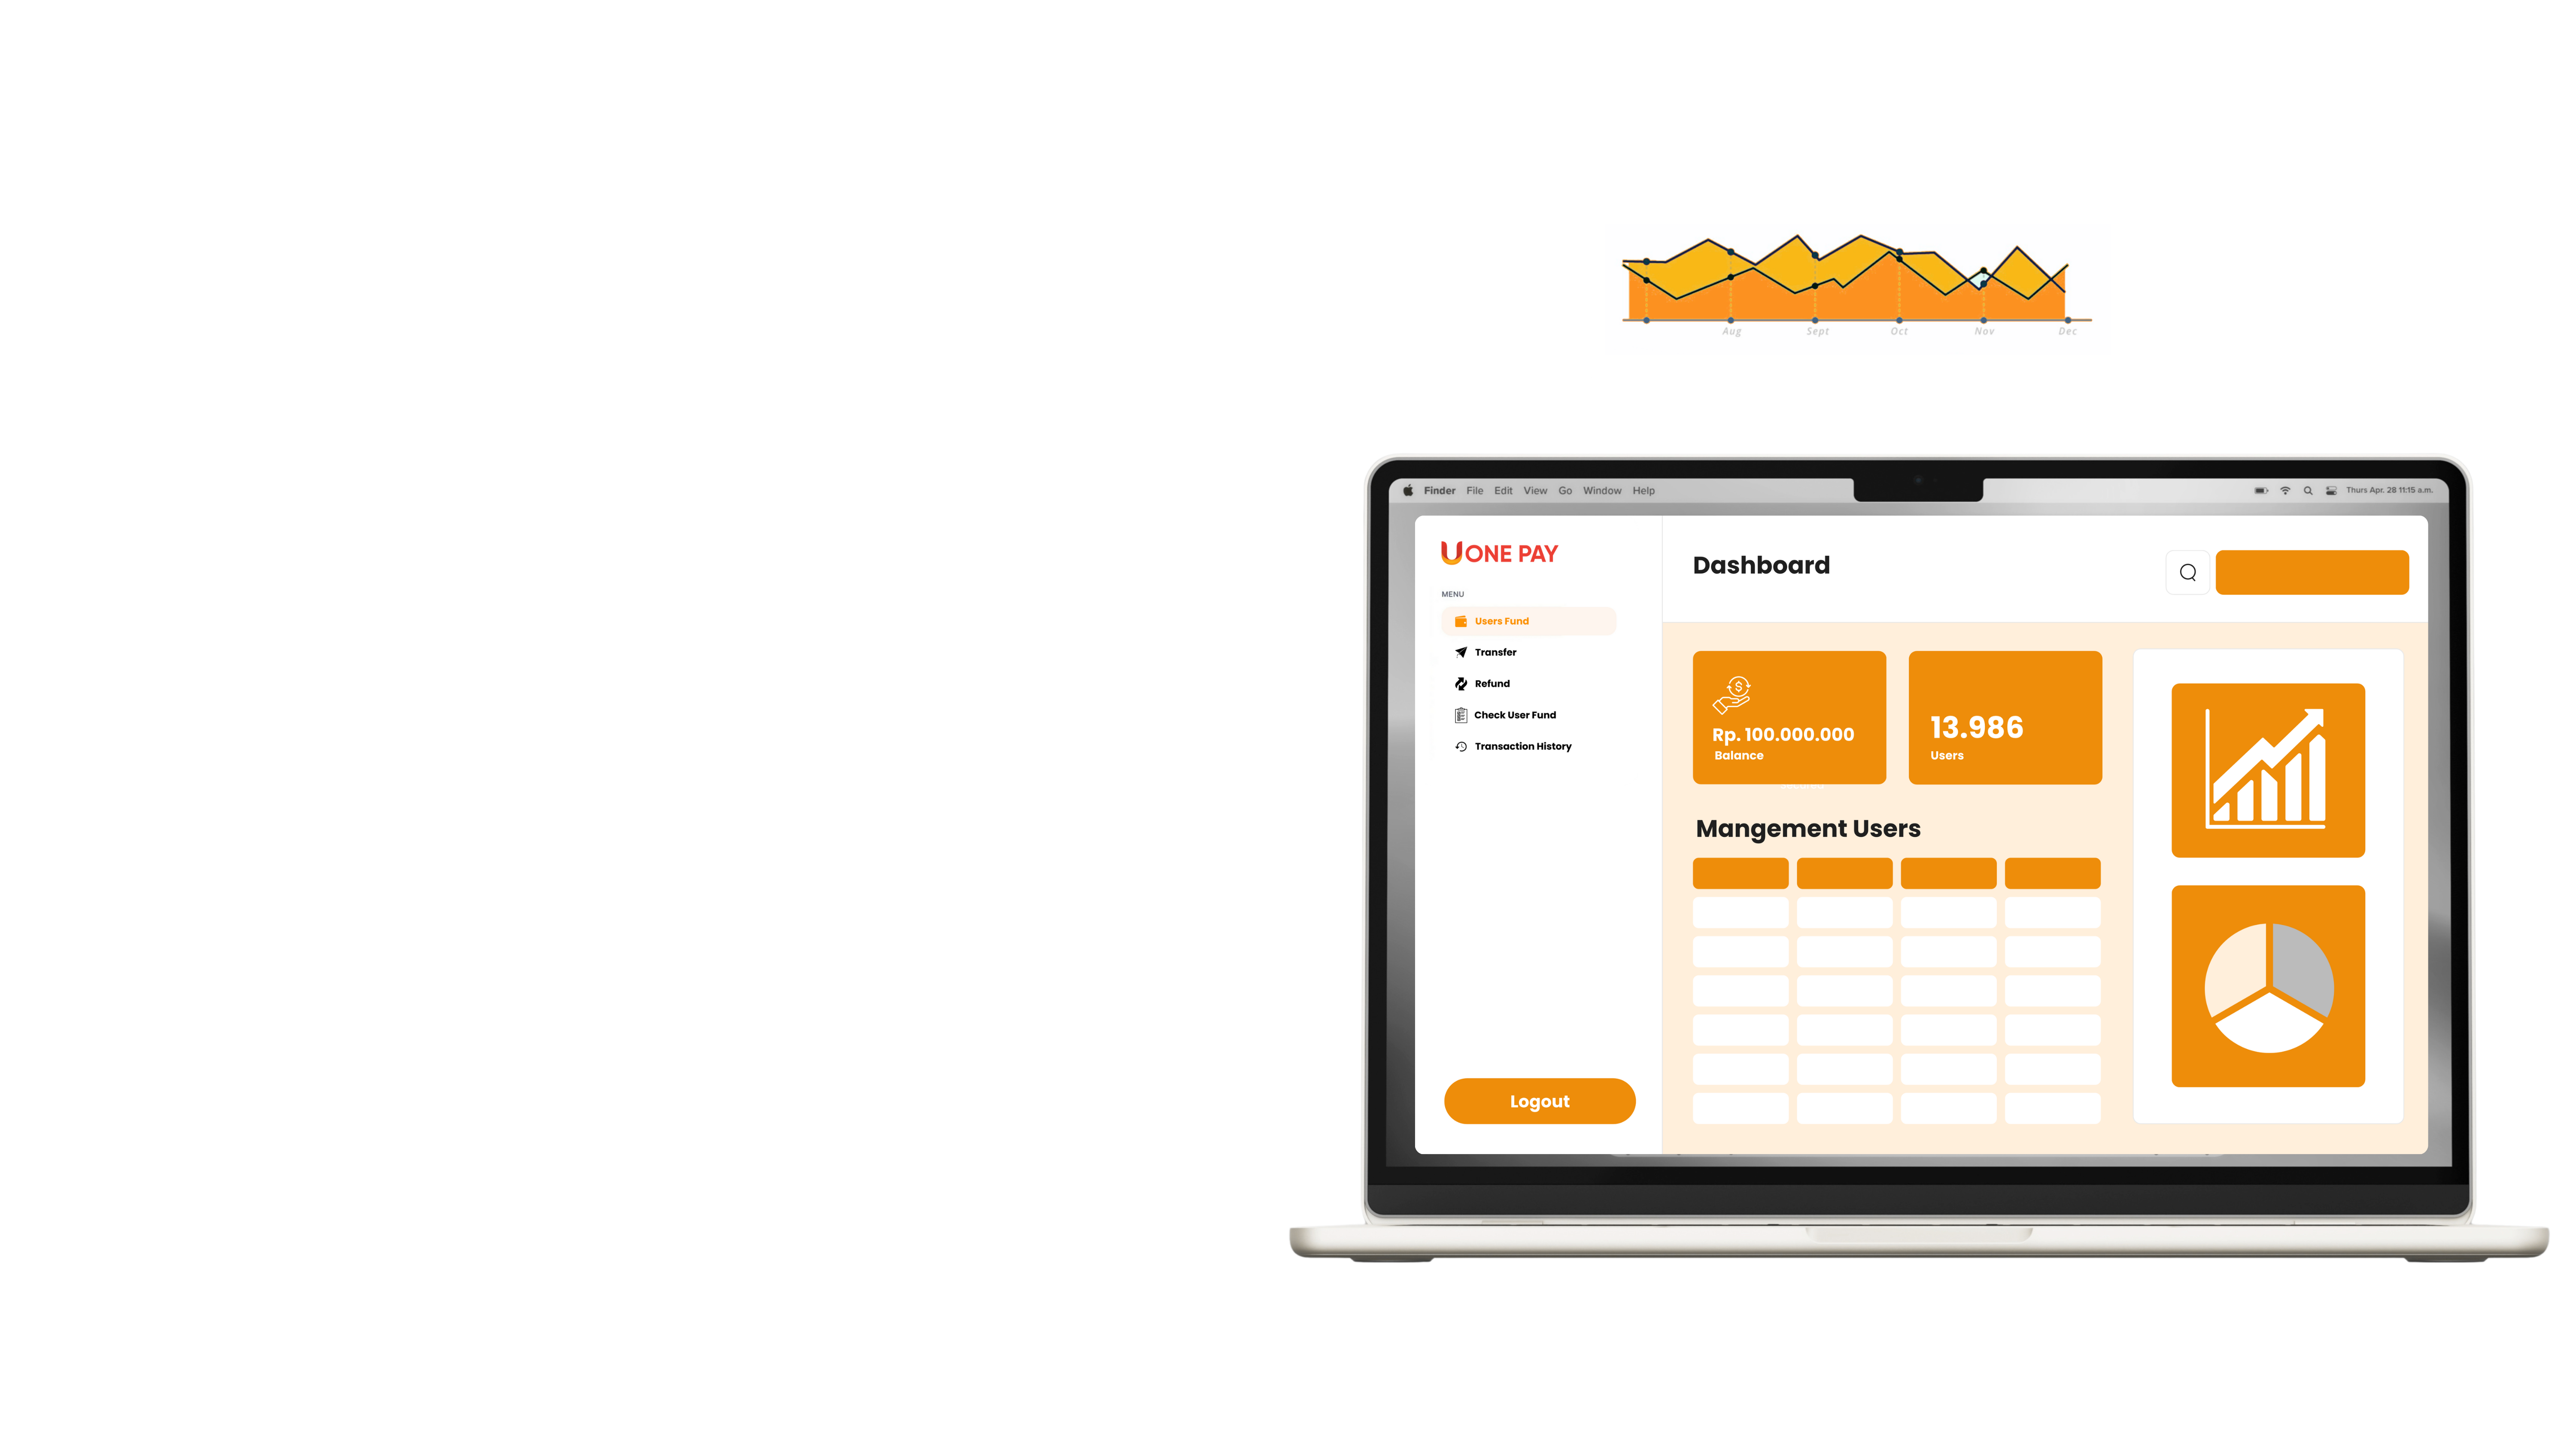 Aug Sept Oct Nov Dec
Finder File Edit View Go Window Help
Thurs Apr. 28 11:15 a.m.
UONE PAY
MENU
Users Fund
Transfer
Refund
Check User Fund
Transaction History
Logout
Dashboard
Rp. 100.000.000
Balance
13.986
Users
Mangement Users